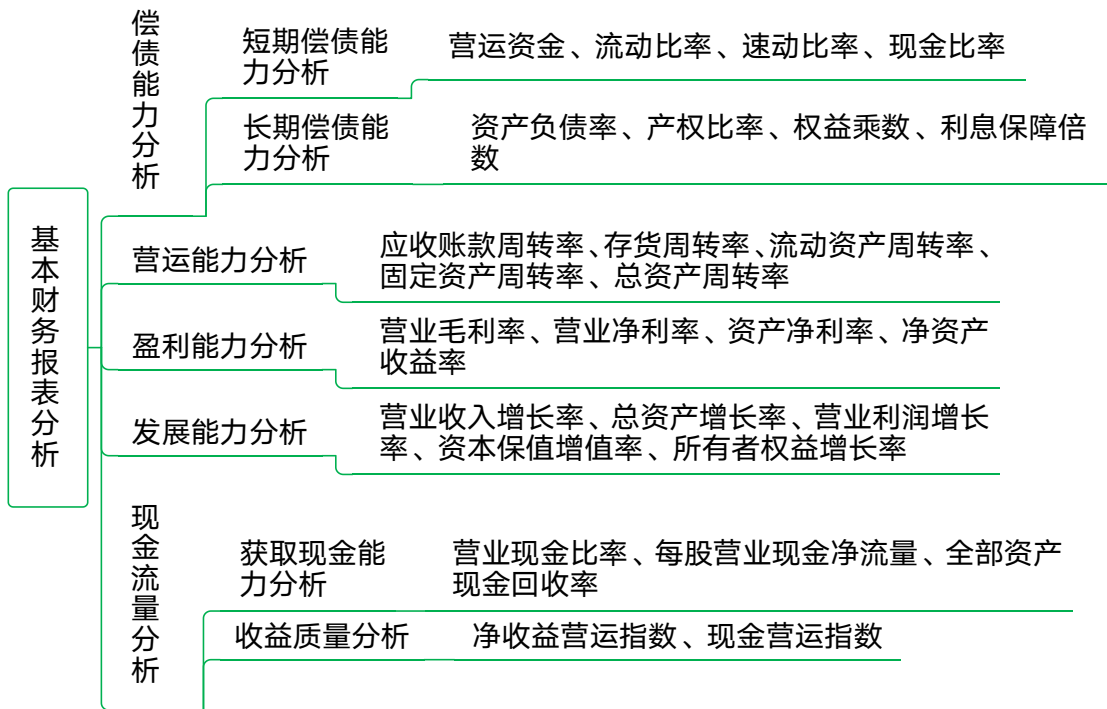 基本财务报表分析
偿债能力分析
短期偿债能
力分析
营运资金、流动比率、速动比率、现金比率
长期偿债能
力分析
资产负债率、产权比率、权益乘数、利息保障倍
数
营运能力分析
应收账款周转率、存货周转率、流动资产周转率、
固定资产周转率、总资产周转率
盈利能力分析
营业毛利率、营业净利率、资产净利率、净资产
收益率
发展能力分析
营业收入增长率、总资产增长率、营业利润增长
率、资本保值增值率、所有者权益增长率
现金流量分析
获取现金能
力分析
营业现金比率、每股营业现金净流量、全部资产
现金回收率
收益质量分析
净收益营运指数、现金营运指数